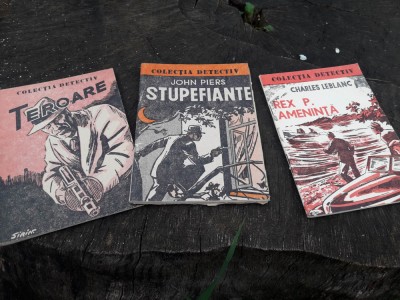 COLECȚIA DETECTIV
TEROARE
COLECȚIA DETECTIV
JOHN PIERS
STUPEFIANTE
COLECȚIA DETECTIV
CHARLES LEBLANC
REX P.
AMENINȚĂ